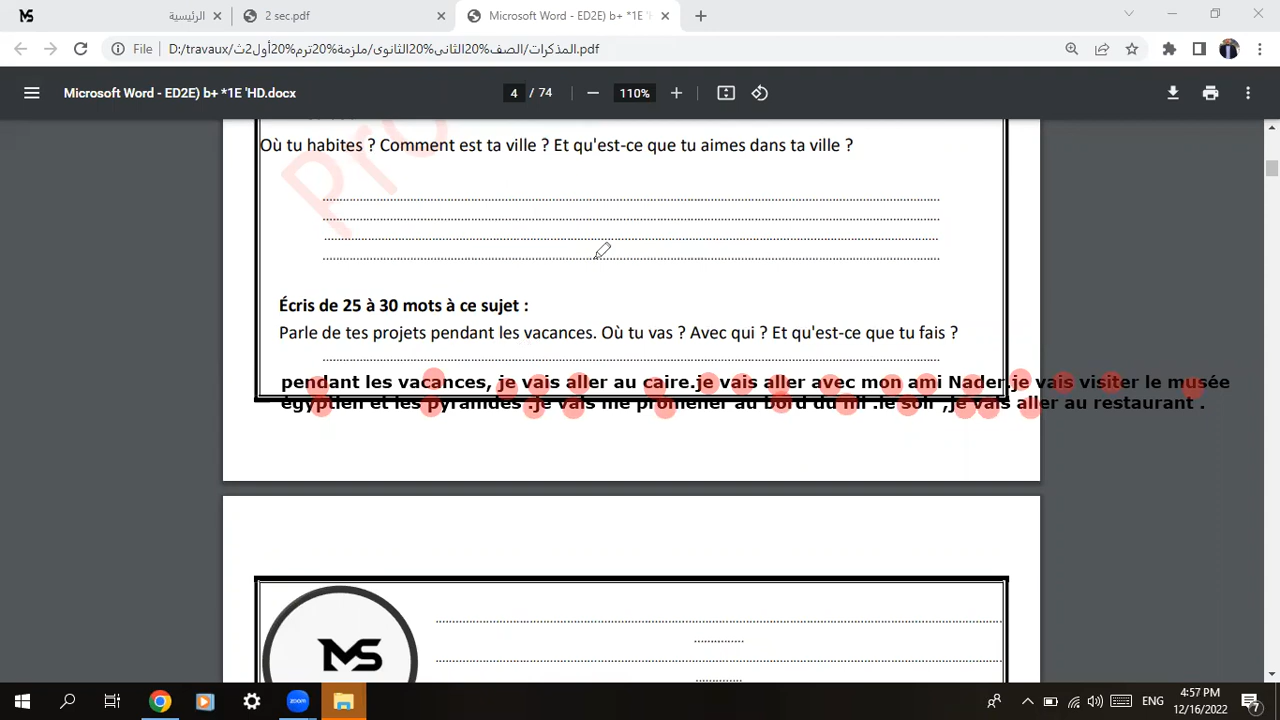 الرئيسية
2 sec.pdf
Microsoft Word - ED2E) b+ *1E 'H
File
D:/travaux/المذكرات/الصف%20الثانى%20الثانوى/ملزمة%20ترم%20أول2ث.pdf
Microsoft Word - ED2E) b+ *1E 'HD.docx
4 / 74
110%
Pro
Où tu habites ? Comment est ta ville ? Et qu'est-ce que tu aimes dans ta ville ?
Écris de 25 à 30 mots à ce sujet :
Parle de tes projets pendant les vacances. Où tu vas ? Avec qui ? Et qu'est-ce que tu fais ?
pendant les vacances, je vais aller au caire.je vais aller avec mon ami Nader.je vais visiter le musée
egyptien et les pyramides .je vais me promener au bord du nil .le soir ,je vais aller au restaurant .
MS
zoom
ENG
4:57 PM
12/16/2022
7